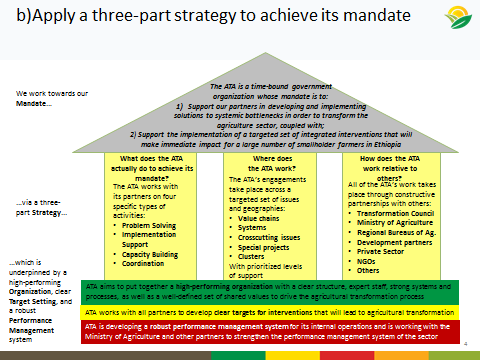 b)Apply a three-part strategy to achieve its mandate
We work towards our
Mandate...
The ATA is a time-bound government
organization whose mandate is to:
1) Support our partners in developing and implementing
solutions to systemic bottlenecks in order to transform the
agriculture sector, coupled with;
2) Support the implementation of a targeted set of integrated interventions that will
make immediate impact for a large number of smallholder farmers in Ethiopia
...via a three-
part Strategy...
What does the ATA
actually do to achieve its
mandate?
The ATA works with
its partners on four
specific types of
activities:
• Problem Solving
• Implementation
Support
• Capacity Building
• Coordination
Where does
the ATA work?
The ATA's engagements
take place across a
targeted set of issues
and geographies:
• Value chains
• Systems
• Crosscutting issues
• Special projects
• Clusters
With prioritized levels
of support
How does the ATA
work relative to
others?
All of the ATA's work takes
place through constructive
partnerships with others:
• Transformation Council
• Ministry of Agriculture
• Regional Bureaus of Ag.
• Development partners
• Private Sector
• NGOs
• Others
...which is
underpinned by a
high-performing
Organization, clear
Target Setting, and
a robust
Performance
Management
system
ATA aims to put together a high-performing organization with a clear structure, expert staff, strong systems and
processes, as well as a well-defined set of shared values to drive the agricultural transformation process
ATA works with all partners to develop clear targets for interventions that will lead to agricultural transformation
ATA is developing a robust performance management system for its internal operations and is working with the
Ministry of Agriculture and other partners to strengthen the performance management system of the sector
4